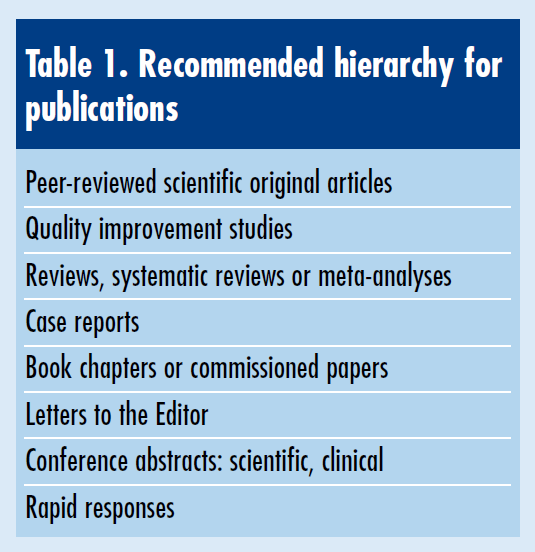 Table 1. Recommended hierarchy for
publications
Peer-reviewed scientific original articles
Quality improvement studies
Reviews, systematic reviews or meta-analyses
Case reports
Book chapters or commissioned papers
Letters to the Editor
Conference abstracts: scientific, clinical
Rapid responses